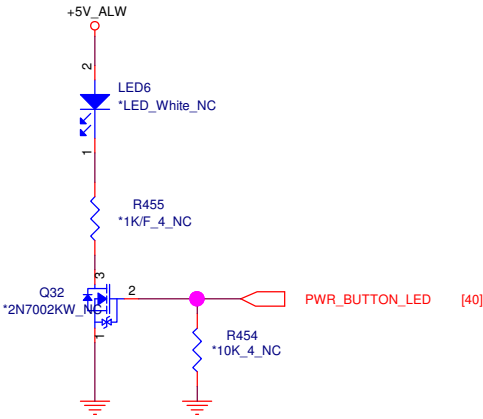 +5V_ALW
2
LED6
*LED_White_NC
1
R455
*1K/F_4_NC
3
Q32
*2N7002KW_NC
2
1
PWR_BUTTON_LED [40]
R454
*10K_4_NC